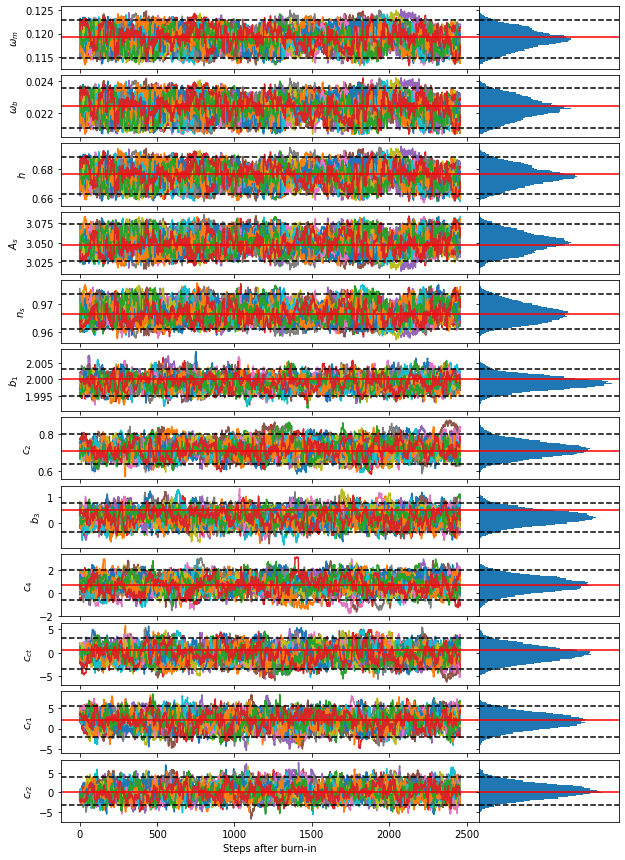 0.125
ω_m
0.115
0.024
ω_b
0.022
h
0.68
0.66
3.075
A_s
3.050
3.025
n_s
0.97
0.96
2.005
b_1
2.000
1.995
0.8
c_2
0.6
1
b_3
0
2
c_4
0
−2
5
c_ct
0
−5
5
c_r1
0
−5
5
c_r2
0
−5
0 500 1000 1500 2000 2500
Steps after burn-in